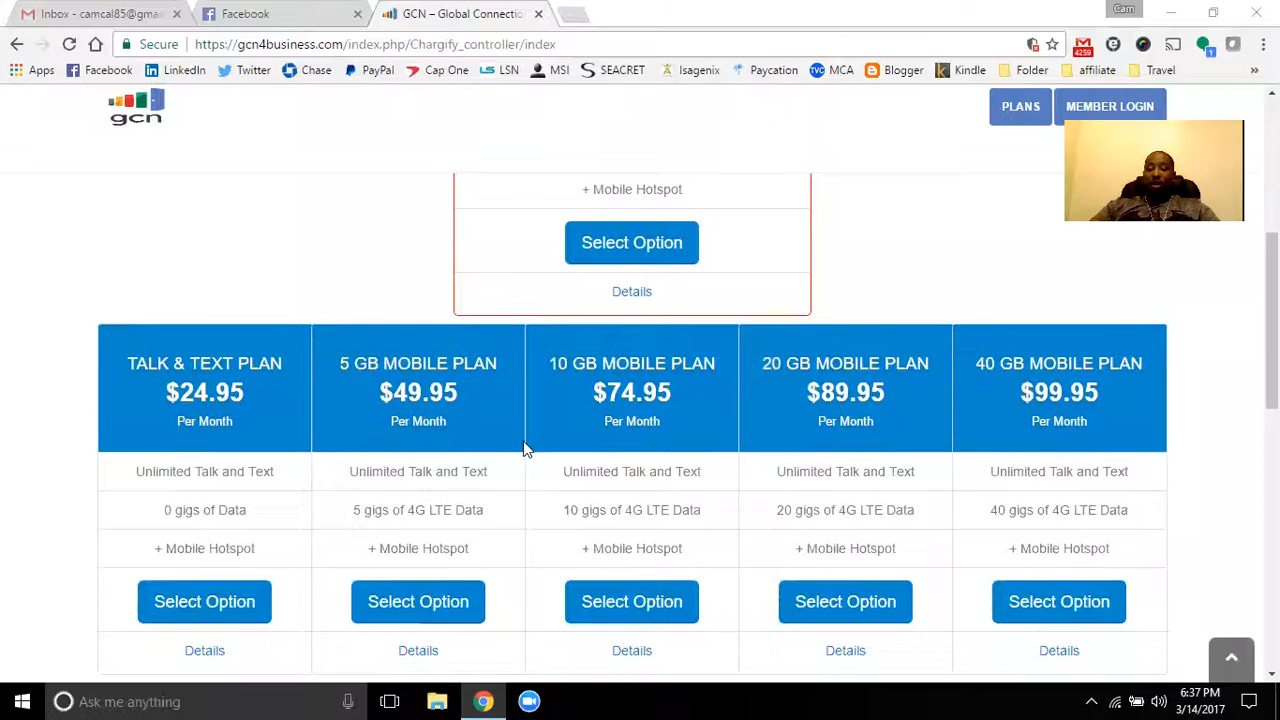 Inbox - camcal85@gmai
Facebook
GCN – Global Connectio
Cam
Secure https://gcn4business.com/index.php/Chargify_controller/index
4259
1
Apps Facebook LinkedIn Twitter Chase PayPal Cap One LSN MSI SEACRET Isagenix Paycation MCA Blogger Kindle Folder affiliate Travel
gcn
PLANS MEMBER LOGIN
+ Mobile Hotspot
Select Option
Details
TALK & TEXT PLAN 5 GB MOBILE PLAN 10 GB MOBILE PLAN 20 GB MOBILE PLAN 40 GB MOBILE PLAN
$24.95 $49.95 $74.95 $89.95 $99.95
Per Month Per Month Per Month Per Month Per Month
Unlimited Talk and Text Unlimited Talk and Text Unlimited Talk and Text Unlimited Talk and Text Unlimited Talk and Text
0 gigs of Data 5 gigs of 4G LTE Data 10 gigs of 4G LTE Data 20 gigs of 4G LTE Data 40 gigs of 4G LTE Data
+ Mobile Hotspot + Mobile Hotspot + Mobile Hotspot + Mobile Hotspot + Mobile Hotspot
Select Option Select Option Select Option Select Option Select Option
Details Details Details Details Details
Ask me anything
6:37 PM
3/14/2017